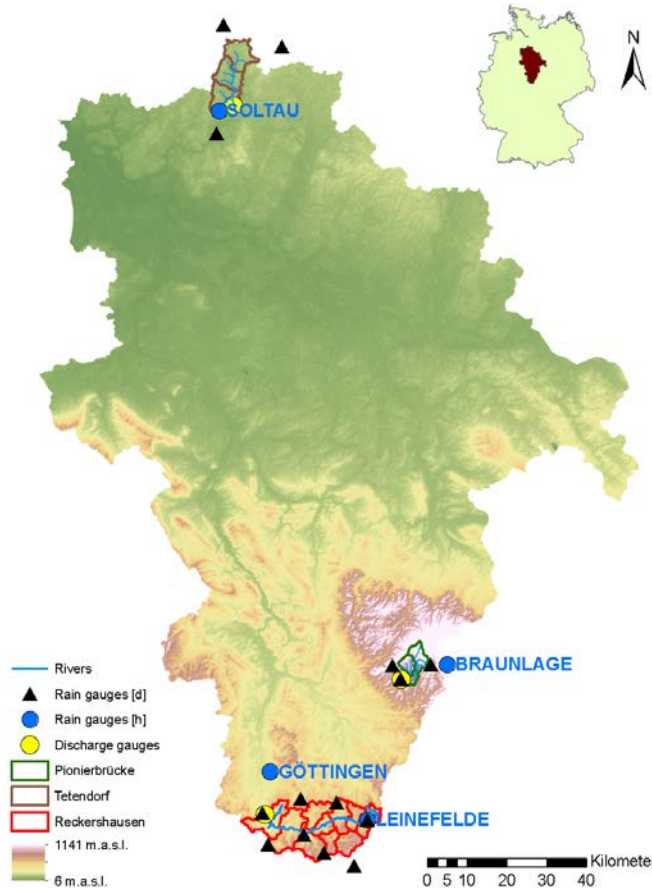 N
SOLTAU
BRAUNLAGE
GÖTTINGEN
LEINEFELDE
Rivers
Rain gauges [d]
Rain gauges [h]
Discharge gauges
Pionierbrücke
Tetendorf
Reckershausen
1141 m.a.s.l.
6 m.a.s.l.
Kilomete
0 5 10 20 30 40